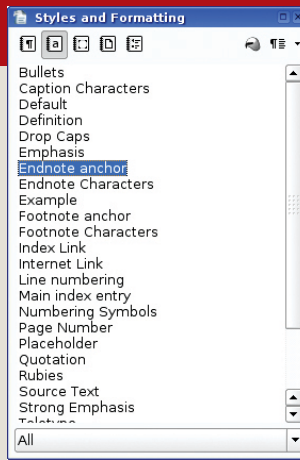 Styles and Formatting
Bullets
Caption Characters
Default
Definition
Drop Caps
Emphasis
Endnote anchor
Endnote Characters
Example
Footnote anchor
Footnote Characters
Index Link
Internet Link
Line numbering
Main index entry
Numbering Symbols
Page Number
Placeholder
Quotation
Rubies
Source Text
Strong Emphasis
Teletype
All